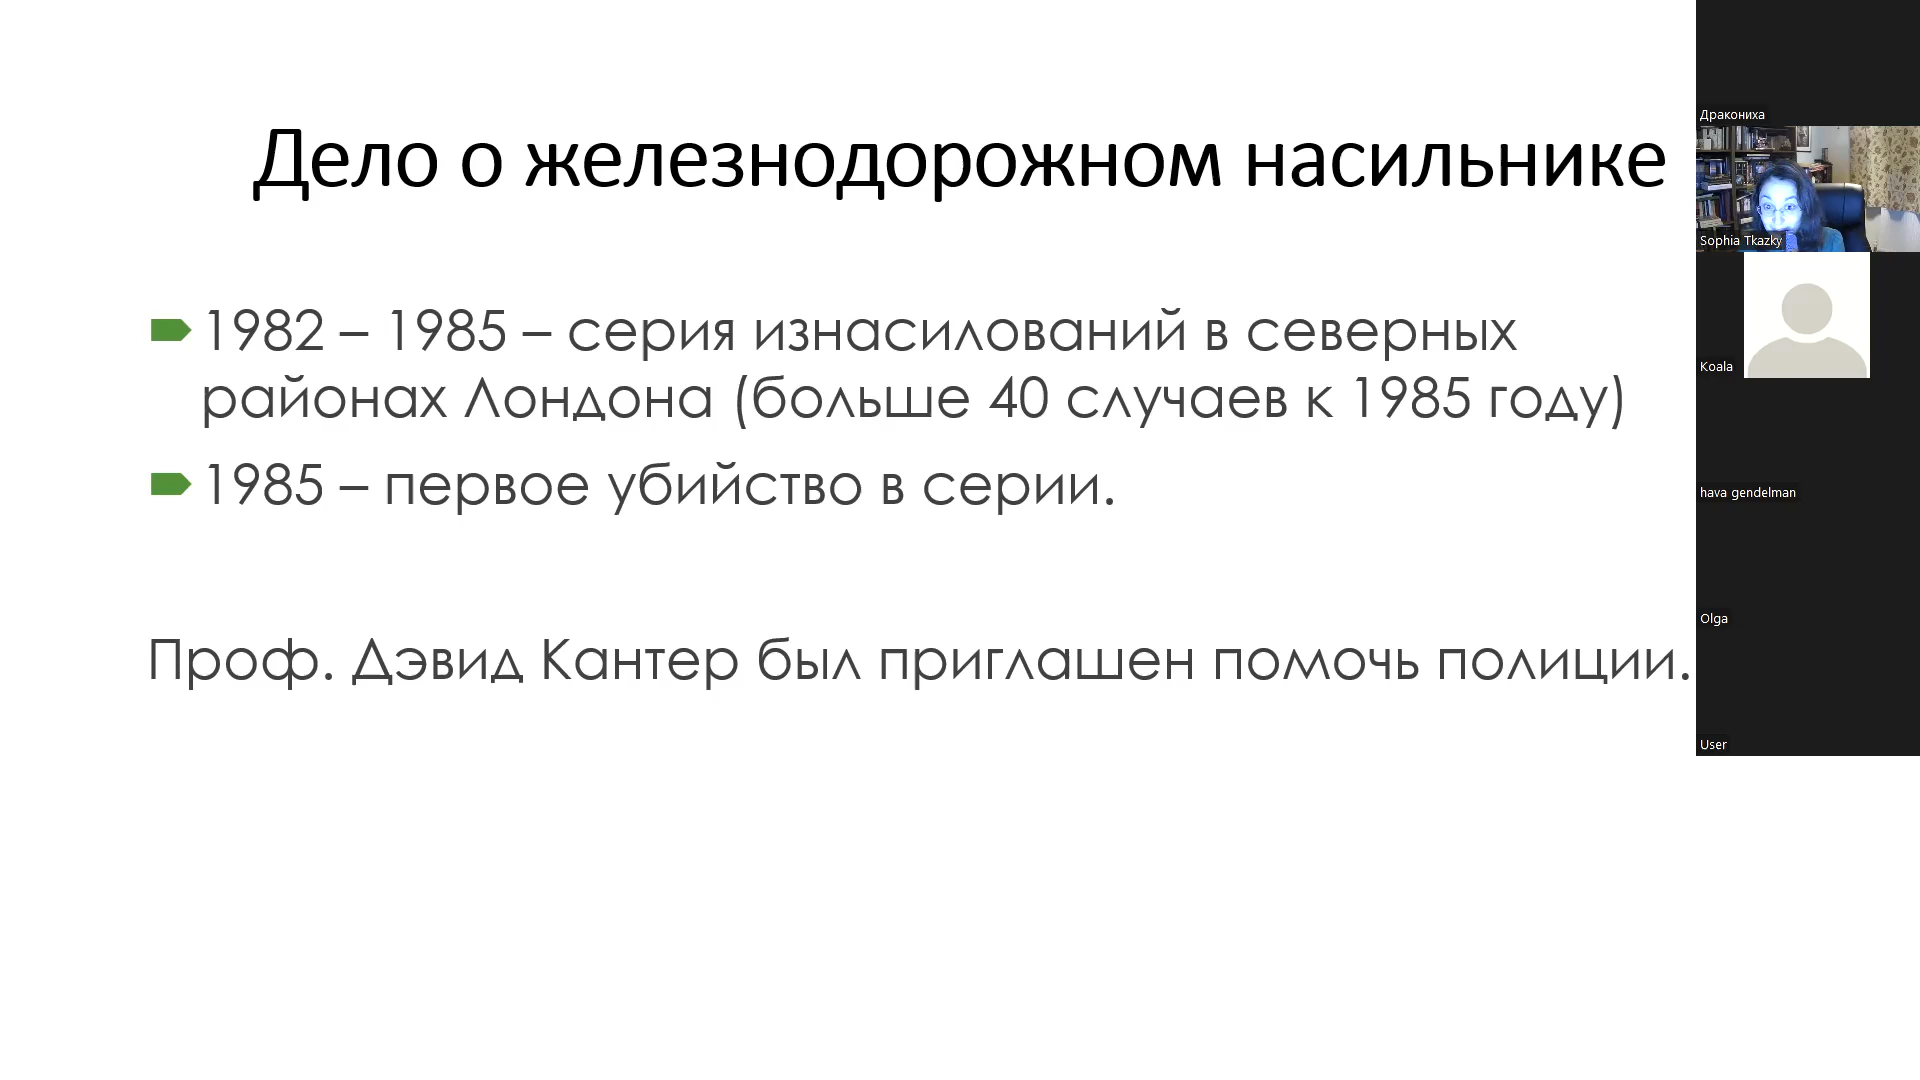 Дело о железнодорожном насильнике
1982 – 1985 – серия изнасилований в северных
районах Лондона (больше 40 случаев к 1985 году)
1985 – первое убийство в серии.
Проф. Дэвид Кантер был приглашен помочь полиции.
Дракониха
Sophia Tkazky
Koala
hava gendelman
Olga
User